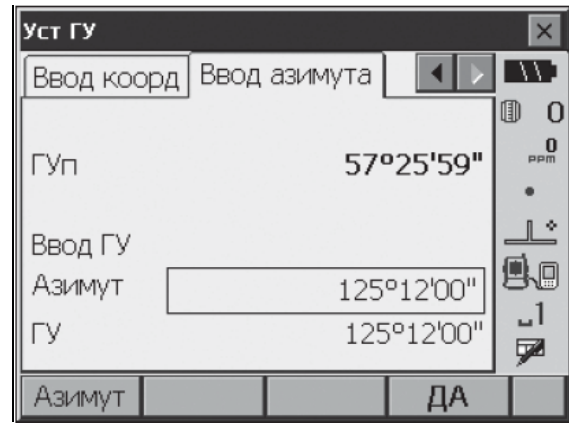 Уст ГУ
Ввод коорд Ввод азимута
0
ГУп 57°25'59"
0
PPM
Ввод ГУ
Азимут 125°12'00"
ГУ 125°12'00"
1
Азимут ДА